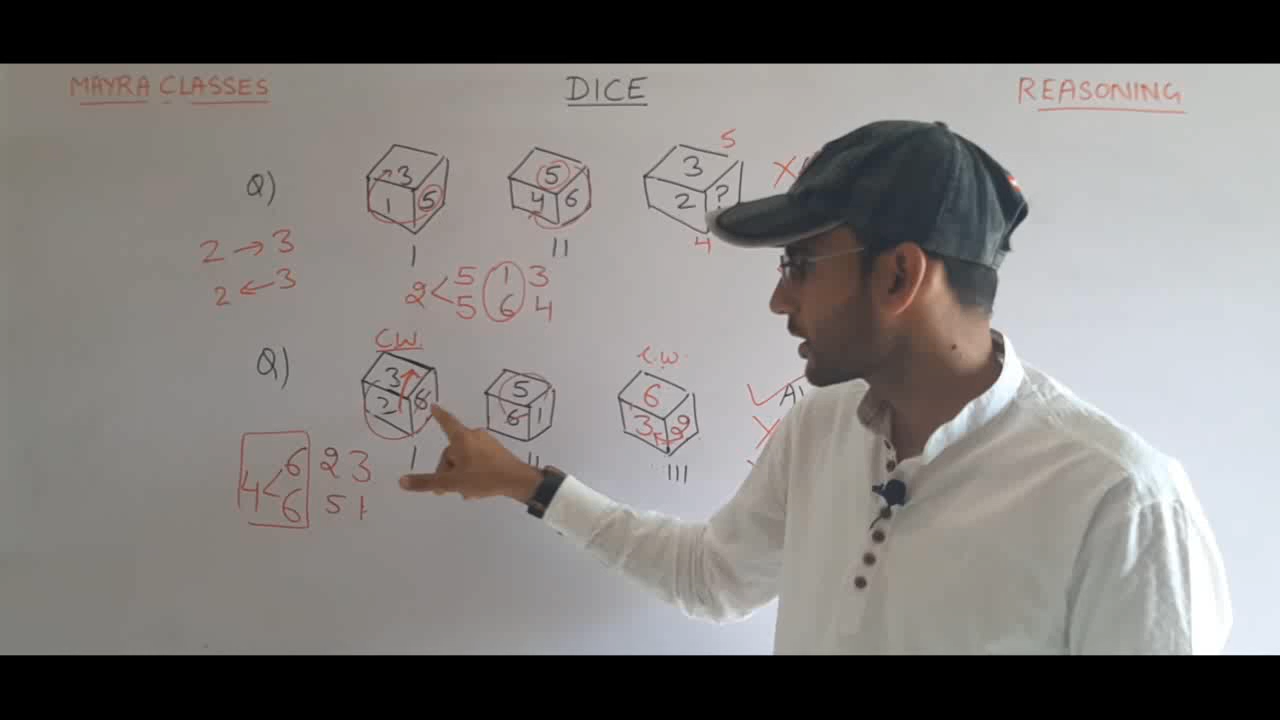 MAYRA CLASSES
DICE
REASONING
Q)
3 1 5
5 4 6
3 2 ?
5
4
I
II
2 → 3
2 ← 3
2 < 5 1 3
5 6 4
C.W.
C.W.
Q)
3 2 6
5 6 1
6 3 2
I
II
III
4 < 6 2 3
6 5 1